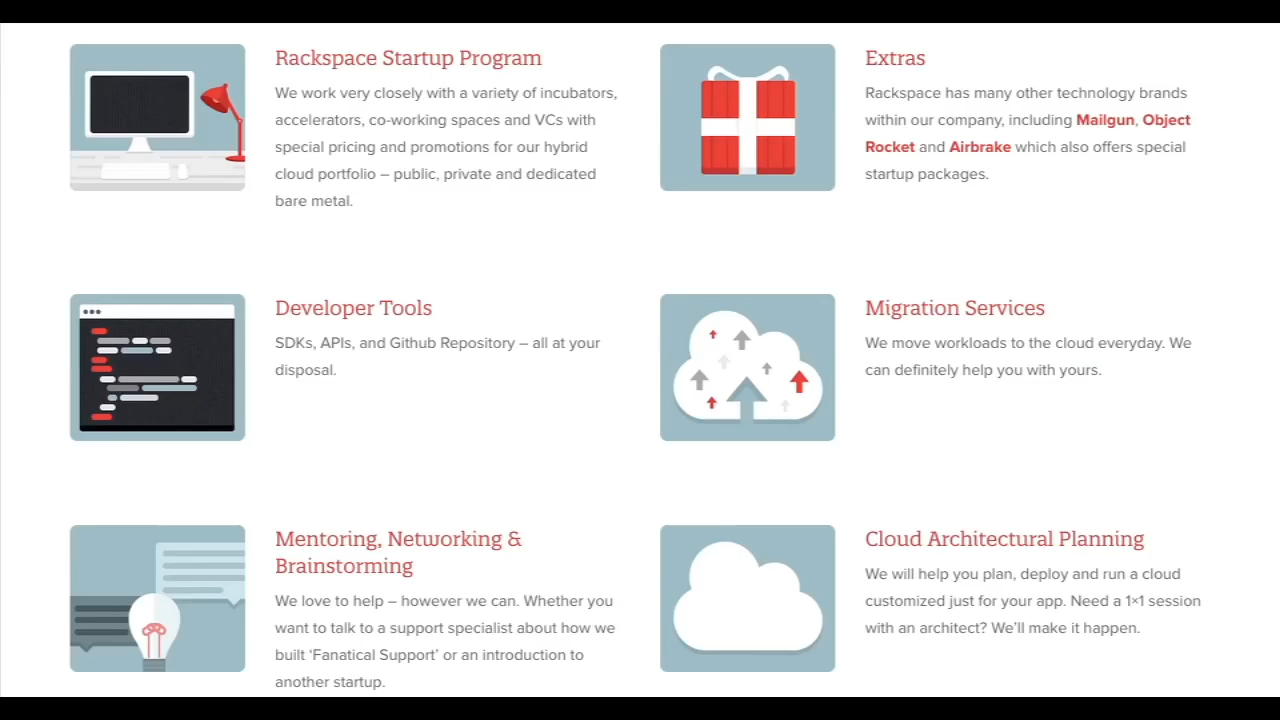 Rackspace Startup Program
We work very closely with a variety of incubators,
accelerators, co-working spaces and VCs with
special pricing and promotions for our hybrid
cloud portfolio – public, private and dedicated
bare metal.
Extras
Rackspace has many other technology brands
within our company, including Mailgun, Object
Rocket and Airbrake which also offers special
startup packages.
Developer Tools
SDKs, APIs, and Github Repository – all at your
disposal.
Migration Services
We move workloads to the cloud everyday. We
can definitely help you with yours.
Mentoring, Networking &
Brainstorming
We love to help – however we can. Whether you
want to talk to a support specialist about how we
built ‘Fanatical Support’ or an introduction to
another startup.
Cloud Architectural Planning
We will help you plan, deploy and run a cloud
customized just for your app. Need a 1×1 session
with an architect? We’ll make it happen.